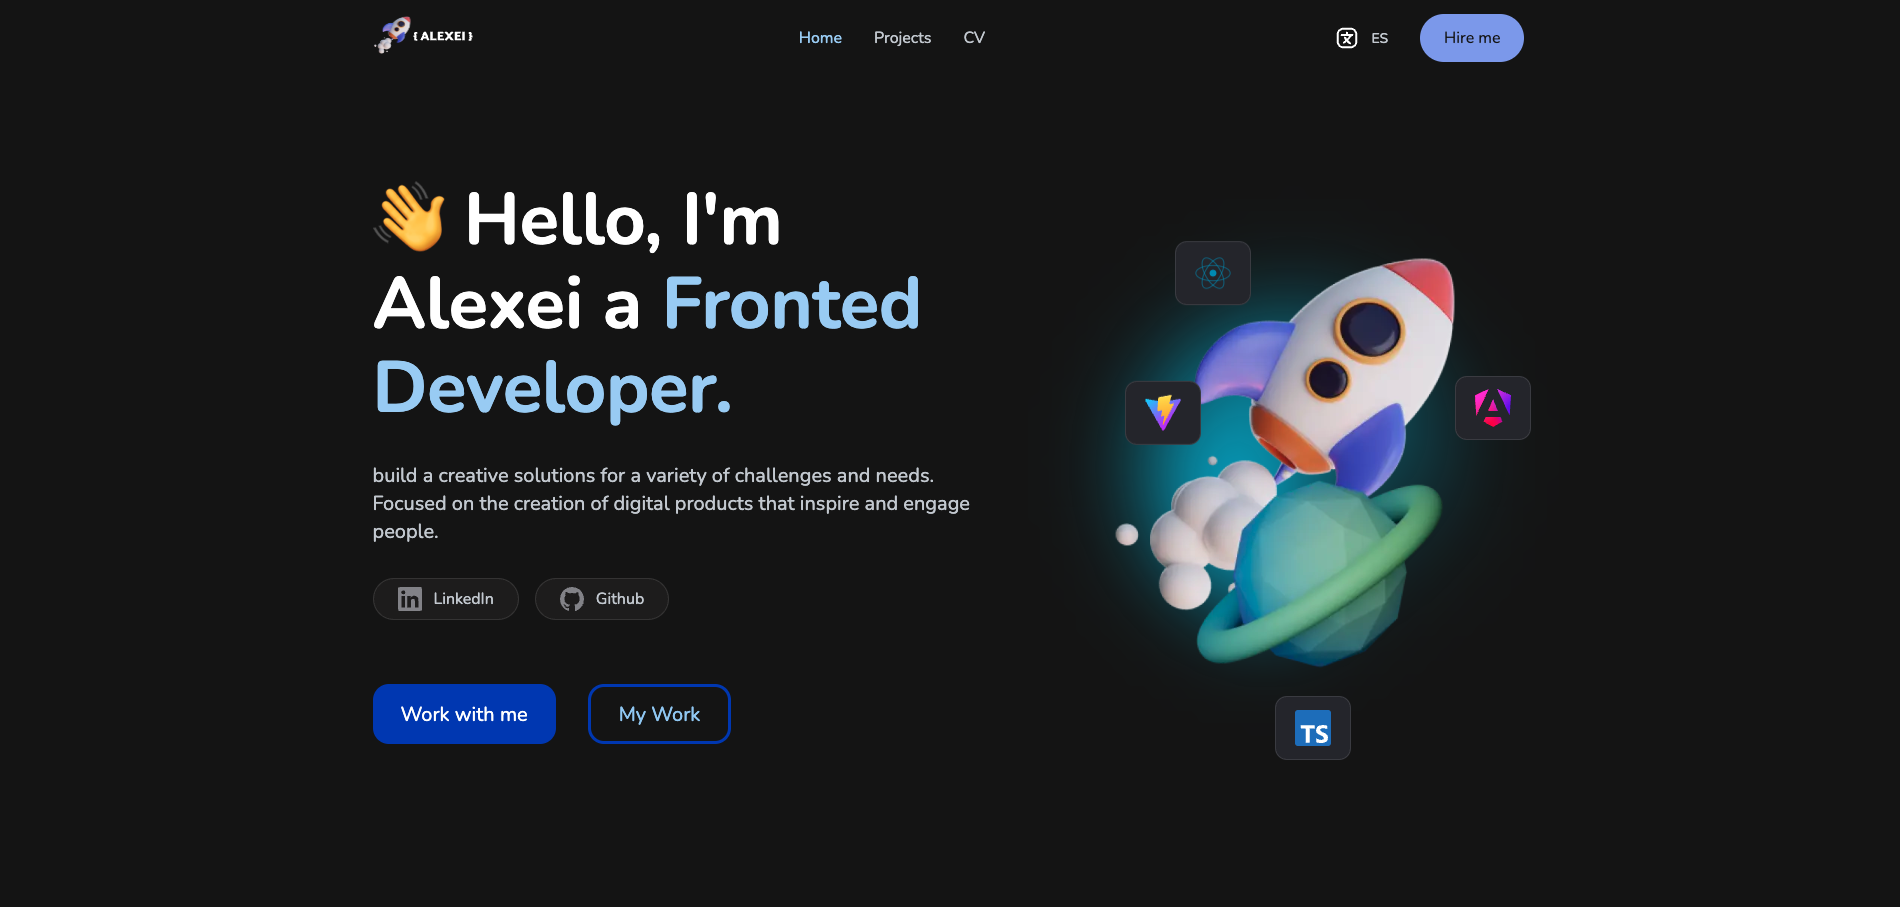 { ALEXEI }
Home
Projects
CV
ES
Hire me
👋 Hello, I'm
Alexei a Fronted
Developer.
build a creative solutions for a variety of challenges and needs.
Focused on the creation of digital products that inspire and engage
people.
LinkedIn
Github
Work with me
My Work
TS